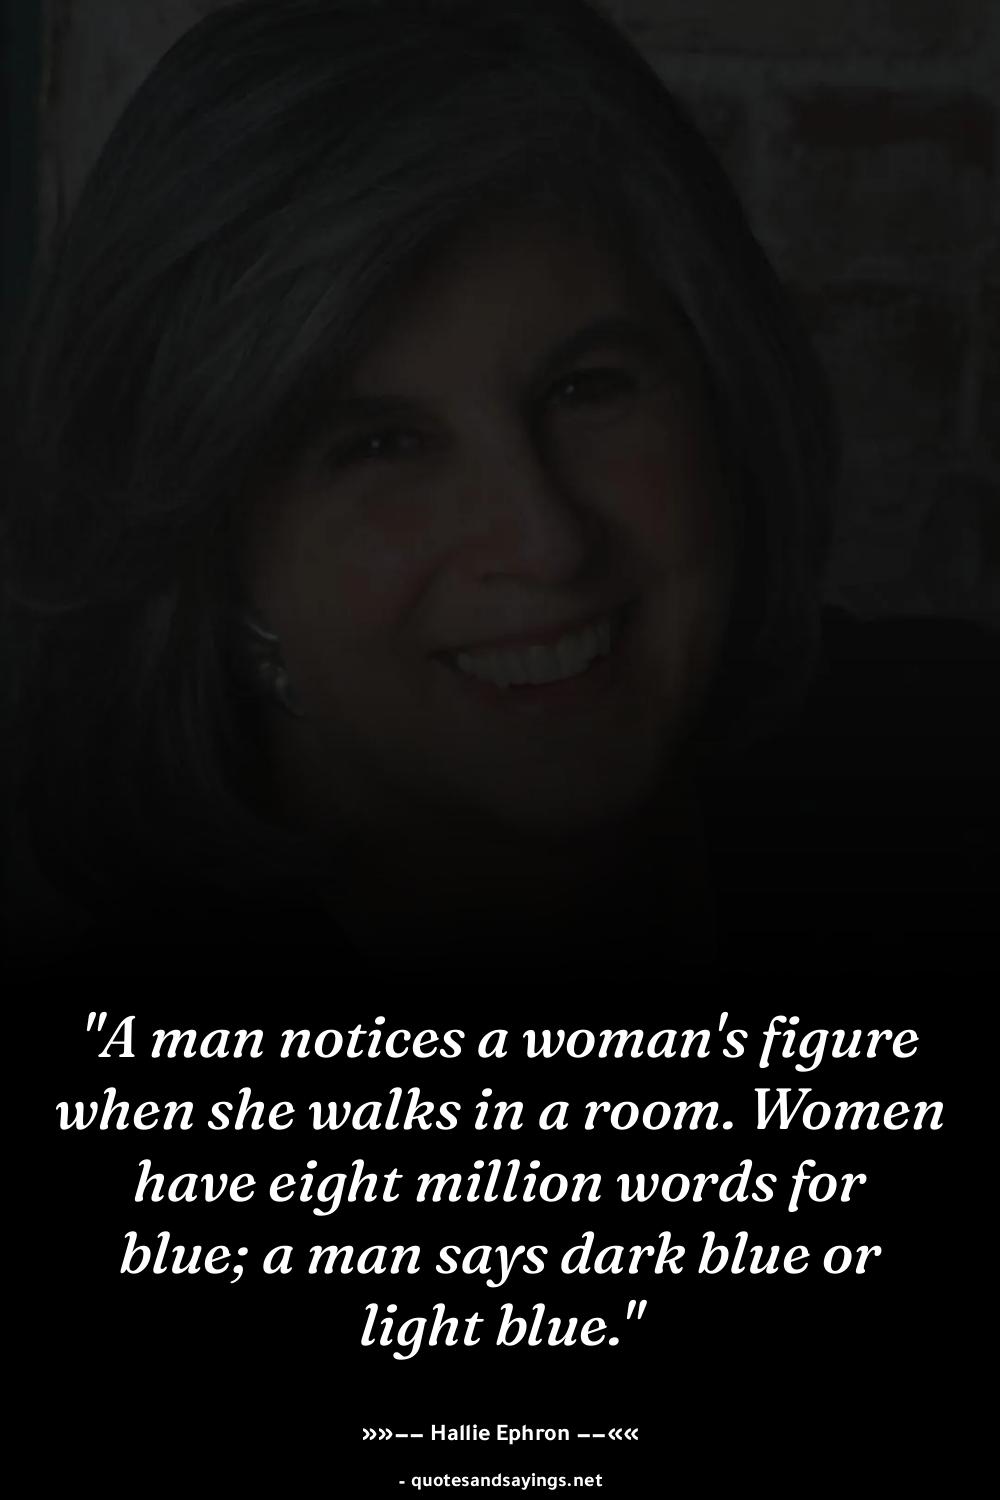 "A man notices a woman's figure
when she walks in a room. Women
have eight million words for
blue; a man says dark blue or
light blue."
»»−− Hallie Ephron −−««
- quotesandsayings.net